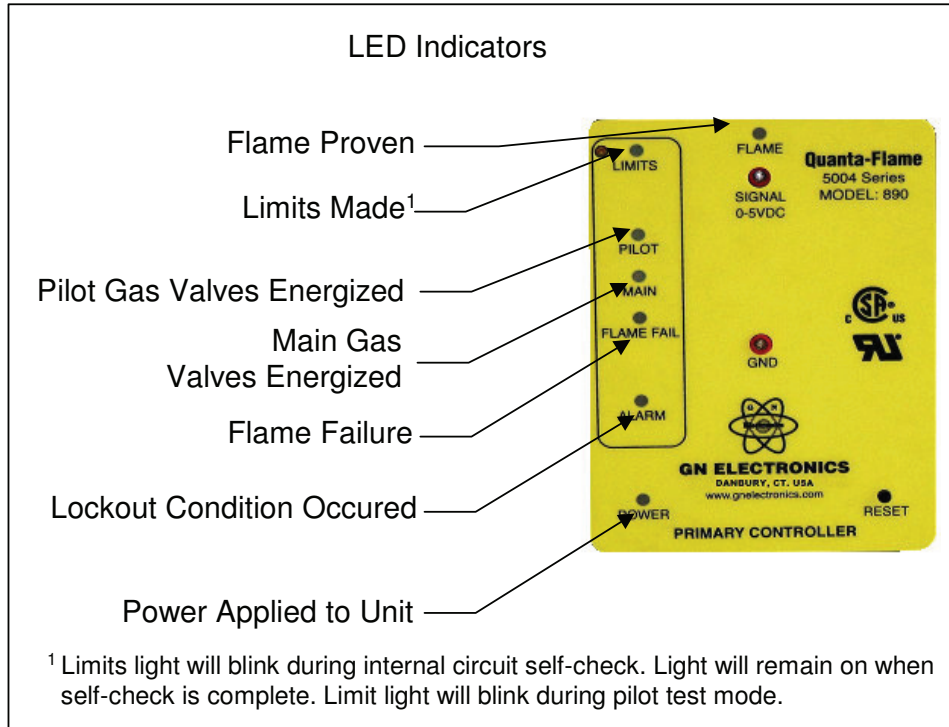 LED Indicators
Flame Proven
Limits Made1
Pilot Gas Valves Energized
Main Gas
Valves Energized
Flame Failure
Lockout Condition Occured
Power Applied to Unit
FLAME
LIMITS
SIGNAL
0-5VDC
Quanta-Flame
5004 Series
MODEL: 890
PILOT
MAIN
FLAME FAIL
GND
C SA® US
RU
ALARM
G N
GN ELECTRONICS
DANBURY, CT. USA
www.gnelectronics.com
POWER
RESET
PRIMARY CONTROLLER
1 Limits light will blink during internal circuit self-check. Light will remain on when
self-check is complete. Limit light will blink during pilot test mode.